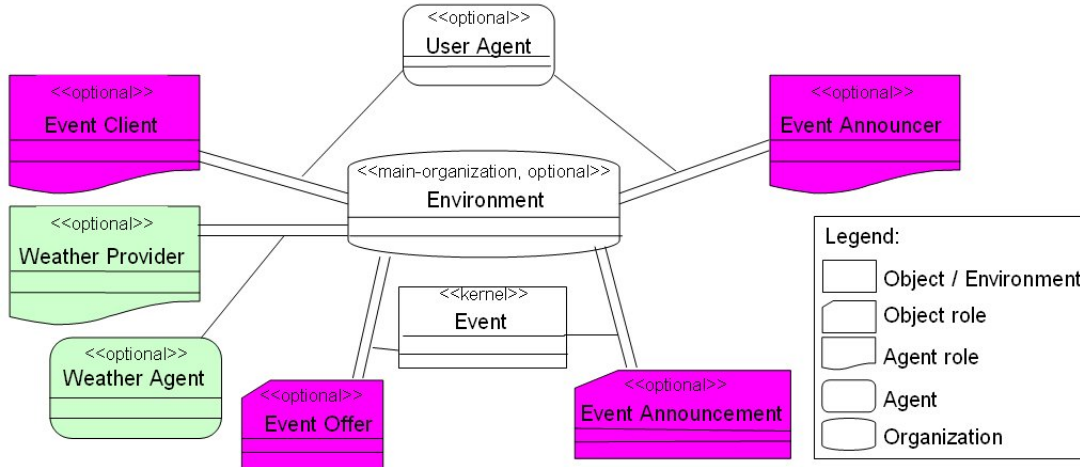 <<optional>>
User Agent
<<optional>>
Event Client
<<optional>>
Event Announcer
<<main-organization, optional>>
Environment
<<optional>>
Weather Provider
<<kernel>>
Event
<<optional>>
Weather Agent
<<optional>>
Event Offer
<<optional>>
Event Announcement
Legend:
Object / Environment
Object role
Agent role
Agent
Organization